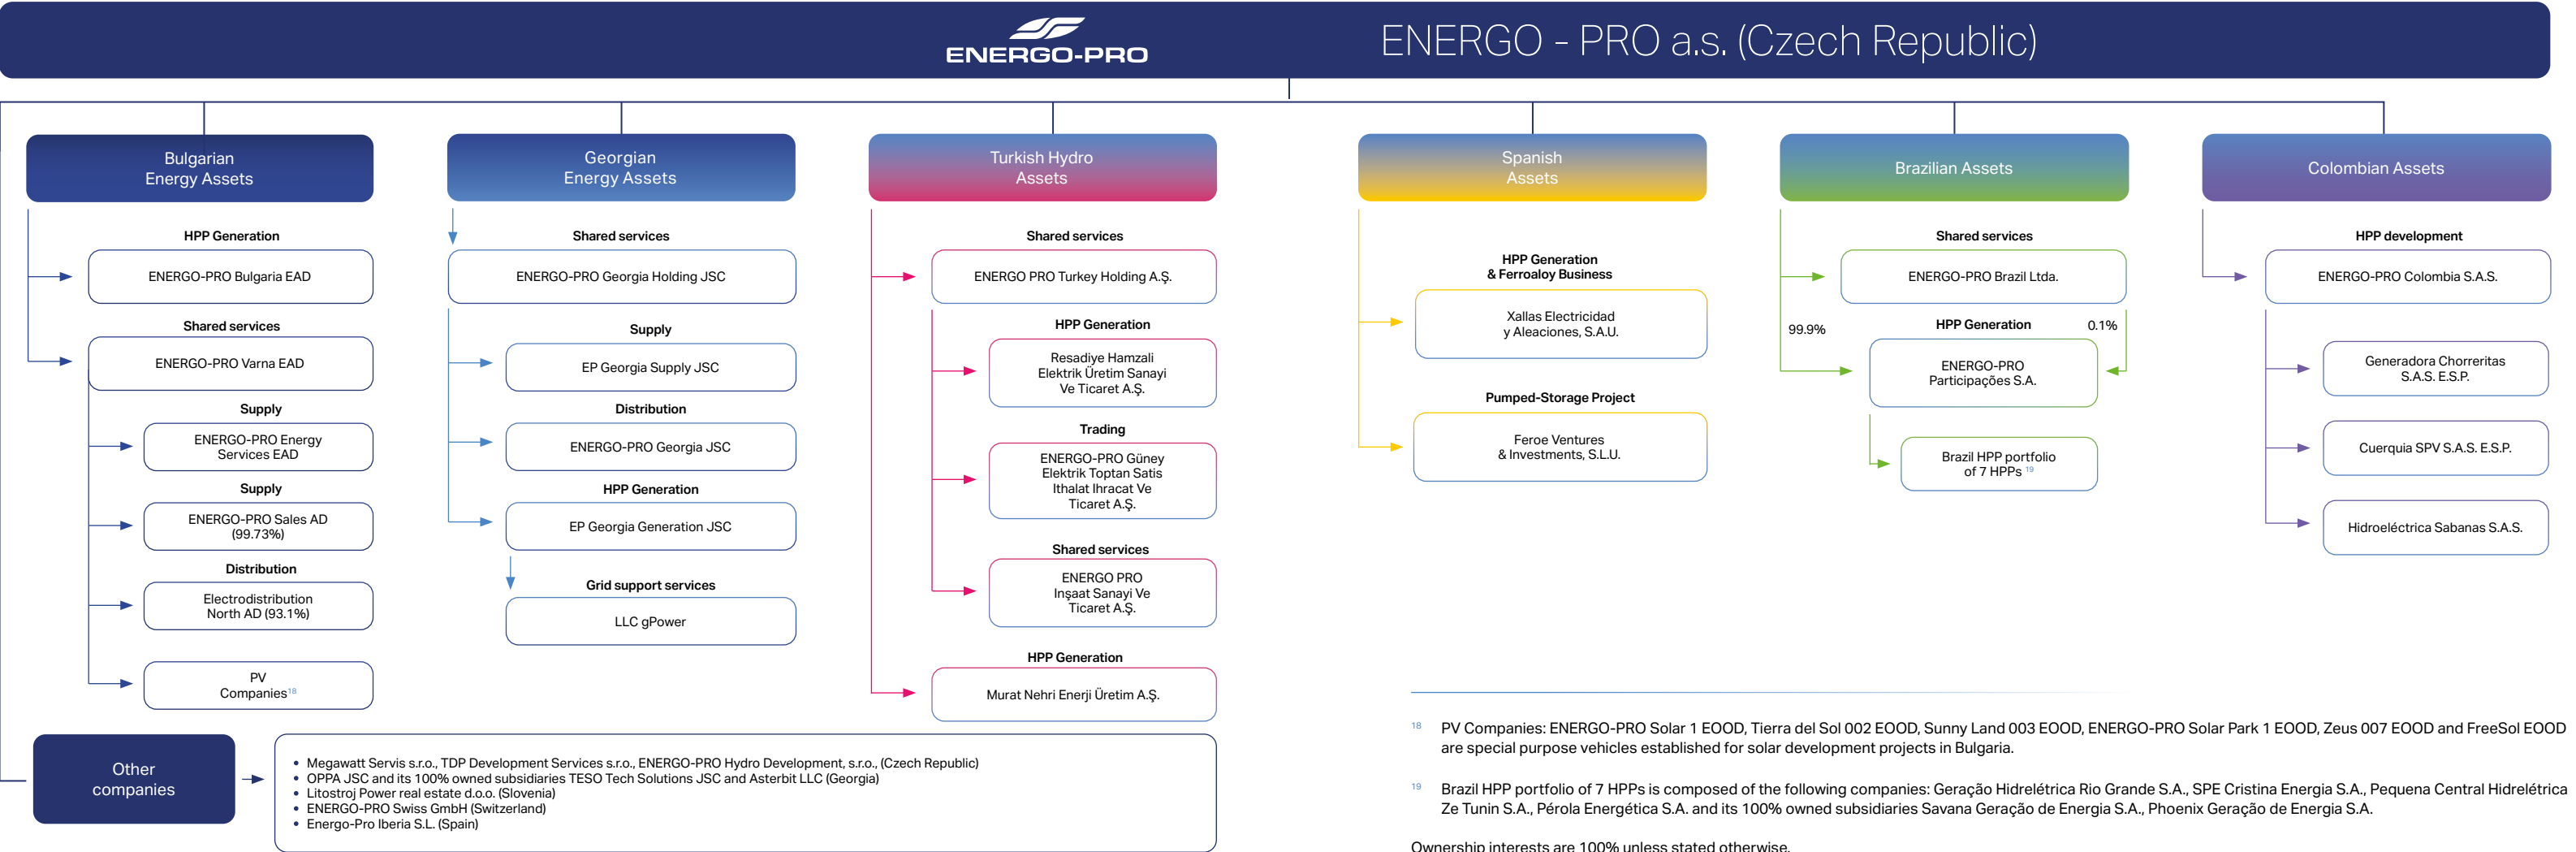 ENERGO-PRO
ENERGO - PRO a.s. (Czech Republic)
Bulgarian
Energy Assets
HPP Generation
ENERGO-PRO Bulgaria EAD
Shared services
ENERGO-PRO Varna EAD
Supply
ENERGO-PRO Energy
Services EAD
Supply
ENERGO-PRO Sales AD
(99.73%)
Distribution
Electrodistribution
North AD (93.1%)
PV
Companies18
Georgian
Energy Assets
Shared services
ENERGO-PRO Georgia Holding JSC
Supply
EP Georgia Supply JSC
Distribution
ENERGO-PRO Georgia JSC
HPP Generation
EP Georgia Generation JSC
Grid support services
LLC gPower
Turkish Hydro
Assets
Shared services
ENERGO PRO Turkey Holding A.Ş.
HPP Generation
Resadiye Hamzali
Elektrik Üretim Sanayi
Ve Ticaret A.Ş.
Trading
ENERGO-PRO Güney
Elektrik Toptan Satis
Ithalat Ihracat Ve
Ticaret A.Ş.
Shared services
ENERGO PRO
Inşaat Sanayi Ve
Ticaret A.Ş.
HPP Generation
Murat Nehri Enerji Üretim A.Ş.
Spanish
Assets
HPP Generation
& Ferroaloy Business
Xallas Electricidad
y Aleaciones, S.A.U.
Pumped-Storage Project
Feroe Ventures
& Investments, S.L.U.
Brazilian Assets
Shared services
ENERGO-PRO Brazil Ltda.
99.9%
HPP Generation
0.1%
ENERGO-PRO
Participações S.A.
Brazil HPP portfolio
of 7 HPPs 19
Colombian Assets
HPP development
ENERGO-PRO Colombia S.A.S.
Generadora Chorreritas
S.A.S. E.S.P.
Cuerquia SPV S.A.S. E.S.P.
Hidroeléctrica Sabanas S.A.S.
Other
companies
• Megawatt Servis s.r.o., TDP Development Services s.r.o., ENERGO-PRO Hydro Development, s.r.o., (Czech Republic)
• OPPA JSC and its 100% owned subsidiaries TESO Tech Solutions JSC and Asterbit LLC (Georgia)
• Litostroj Power real estate d.o.o. (Slovenia)
• ENERGO-PRO Swiss GmbH (Switzerland)
• Energo-Pro Iberia S.L. (Spain)
18 PV Companies: ENERGO-PRO Solar 1 EOOD, Tierra del Sol 002 EOOD, Sunny Land 003 EOOD, ENERGO-PRO Solar Park 1 EOOD, Zeus 007 EOOD and FreeSol EOOD
are special purpose vehicles established for solar development projects in Bulgaria.
19 Brazil HPP portfolio of 7 HPPs is composed of the following companies: Geração Hidrelétrica Rio Grande S.A., SPE Cristina Energia S.A., Pequena Central Hidrelétrica
Ze Tunin S.A., Pérola Energética S.A. and its 100% owned subsidiaries Savana Geração de Energia S.A., Phoenix Geração de Energia S.A.
Ownership interests are 100% unless stated otherwise.